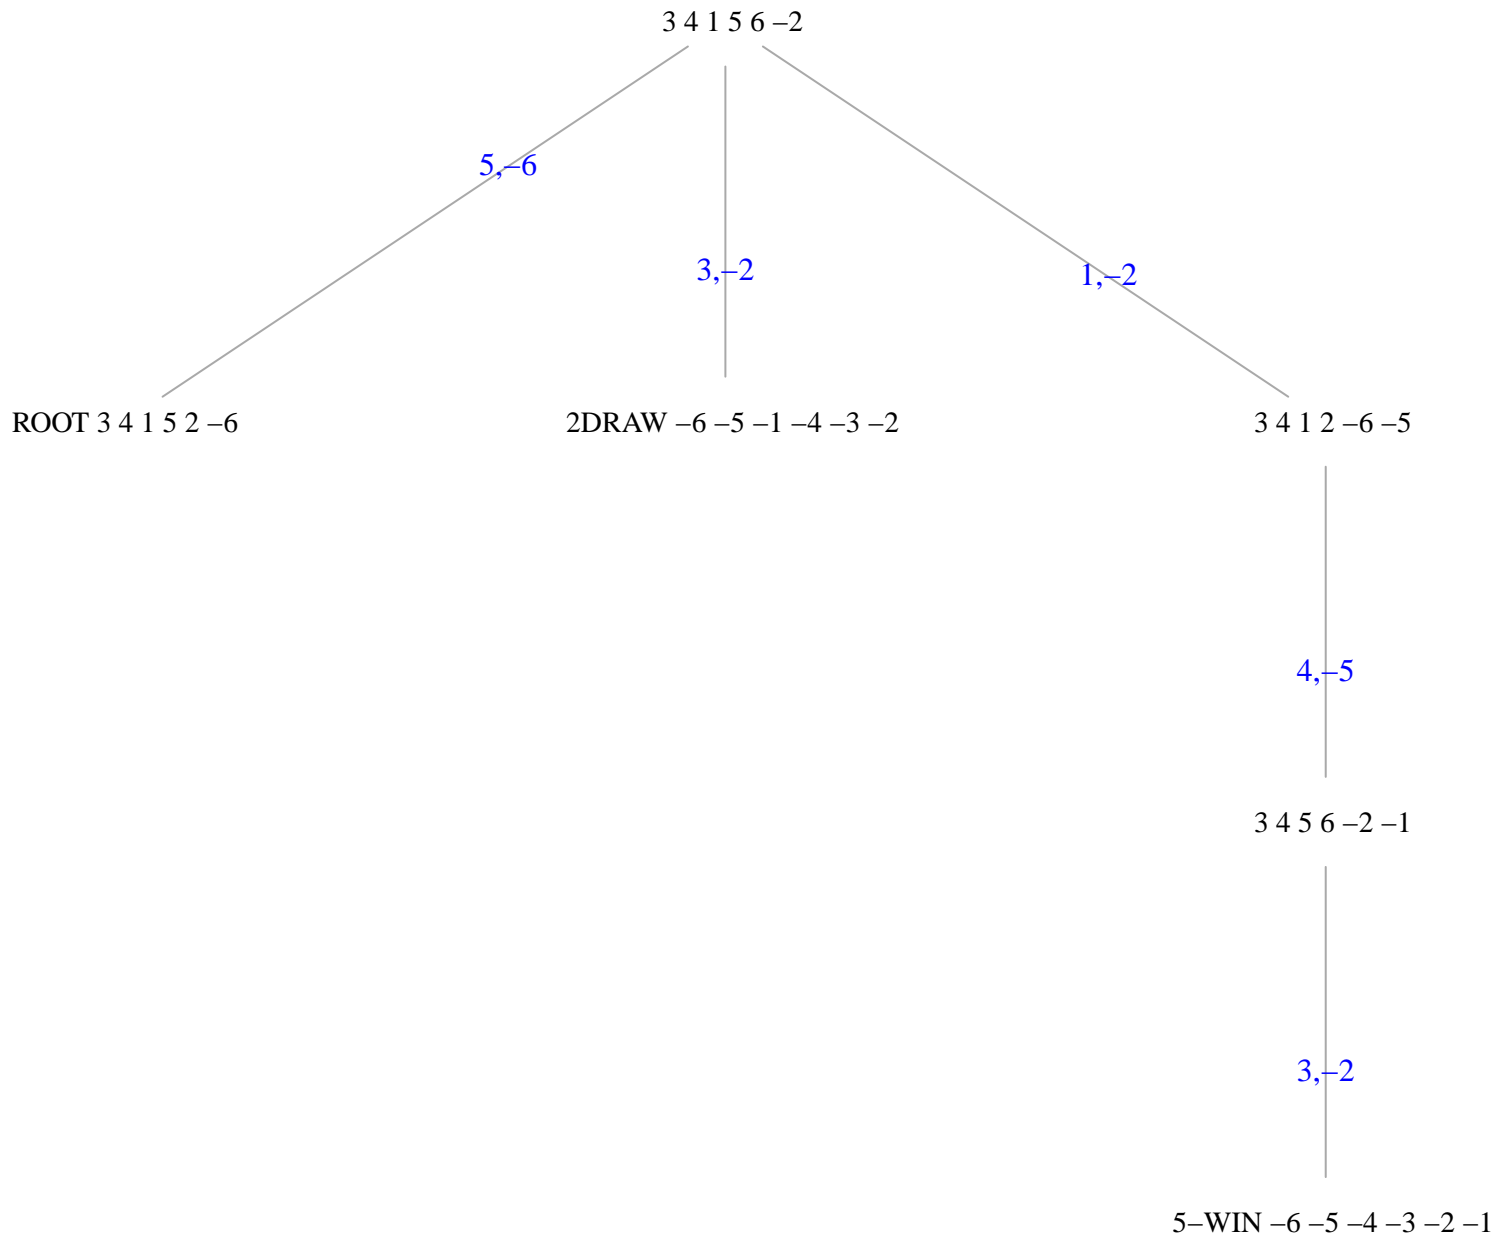 3 4 1 5 6 –2
5,–6
3,–2
1,–2
ROOT 3 4 1 5 2 –6
2DRAW –6 –5 –1 –4 –3 –2
3 4 1 2 –6 –5
4,–5
3 4 5 6 –2 –1
3,–2
5–WIN –6 –5 –4 –3 –2 –1